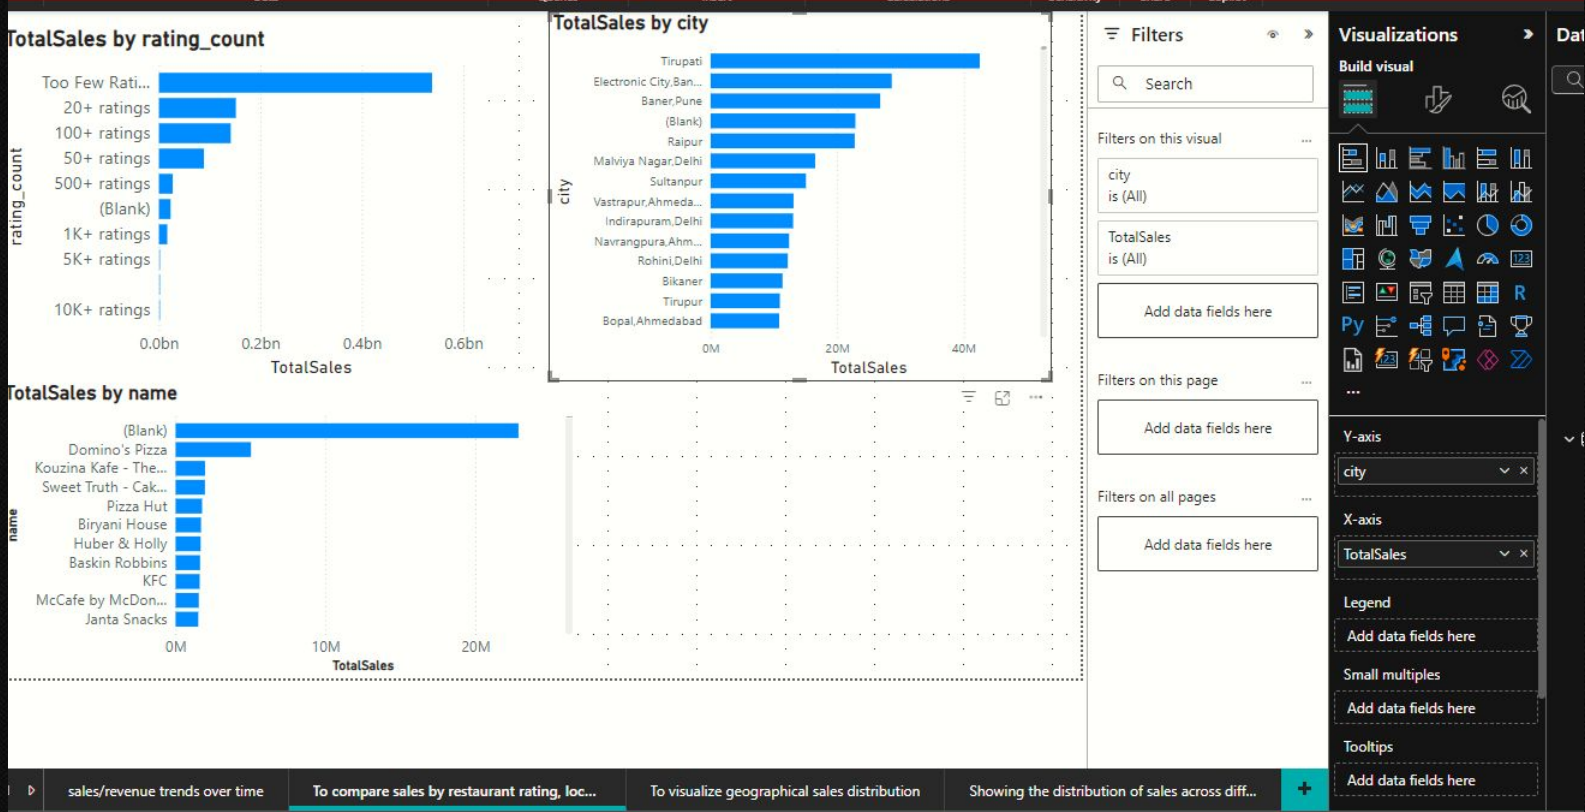 TotalSales by rating_count
Too Few Rati...
20+ ratings
100+ ratings
50+ ratings
500+ ratings
(Blank)
1K+ ratings
5K+ ratings
10K+ ratings
rating_count
0.0bn 0.2bn 0.4bn 0.6bn
TotalSales
TotalSales by city
Tirupati
Electronic City,Ban...
Baner,Pune
(Blank)
Raipur
Malviya Nagar,Delhi
Sultanpur
Vastrapur,Ahmeda...
Indirapuram,Delhi
Navrangpura,Ahm...
Rohini,Delhi
Bikaner
Tirupur
Bopal,Ahmedabad
city
0M 20M 40M
TotalSales
TotalSales by name
(Blank)
Domino's Pizza
Kouzina Kafe - The...
Sweet Truth - Cak...
Pizza Hut
Biryani House
Huber & Holly
Baskin Robbins
KFC
McCafe by McDon...
Janta Snacks
name
0M 10M 20M
TotalSales
Filters
Search
Filters on this visual ...
city
is (All)
TotalSales
is (All)
Add data fields here
Filters on this page ...
Add data fields here
Filters on all pages ...
Add data fields here
Visualizations
Build visual
123
R
Py
123
...
Y-axis
city
X-axis
TotalSales
Legend
Add data fields here
Small multiples
Add data fields here
Tooltips
Add data fields here
Dat
sales/revenue trends over time
To compare sales by restaurant rating, loc...
To visualize geographical sales distribution
Showing the distribution of sales across diff...
+